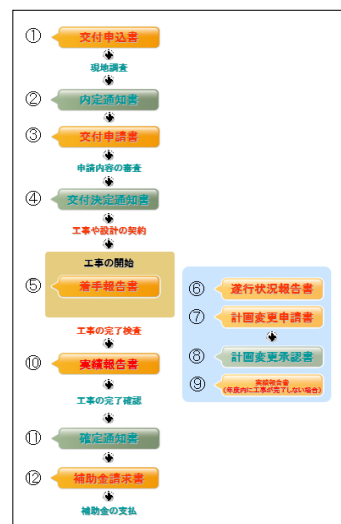 ① 交付申込書
現地調査
② 内定通知書
③ 交付申請書
申請内容の審査
④ 交付決定通知書
工事や設計の契約
工事の開始
⑤ 着手報告書
工事の完了検査
⑩ 実績報告書
工事の完了確認
⑪ 確定通知書
⑫ 補助金請求書
補助金の支払
⑥ 遂行状況報告書
⑦ 計画変更申請書
⑧ 計画変更承認書
⑨ 実績報告書
(年度内に工事が完了しない場合)